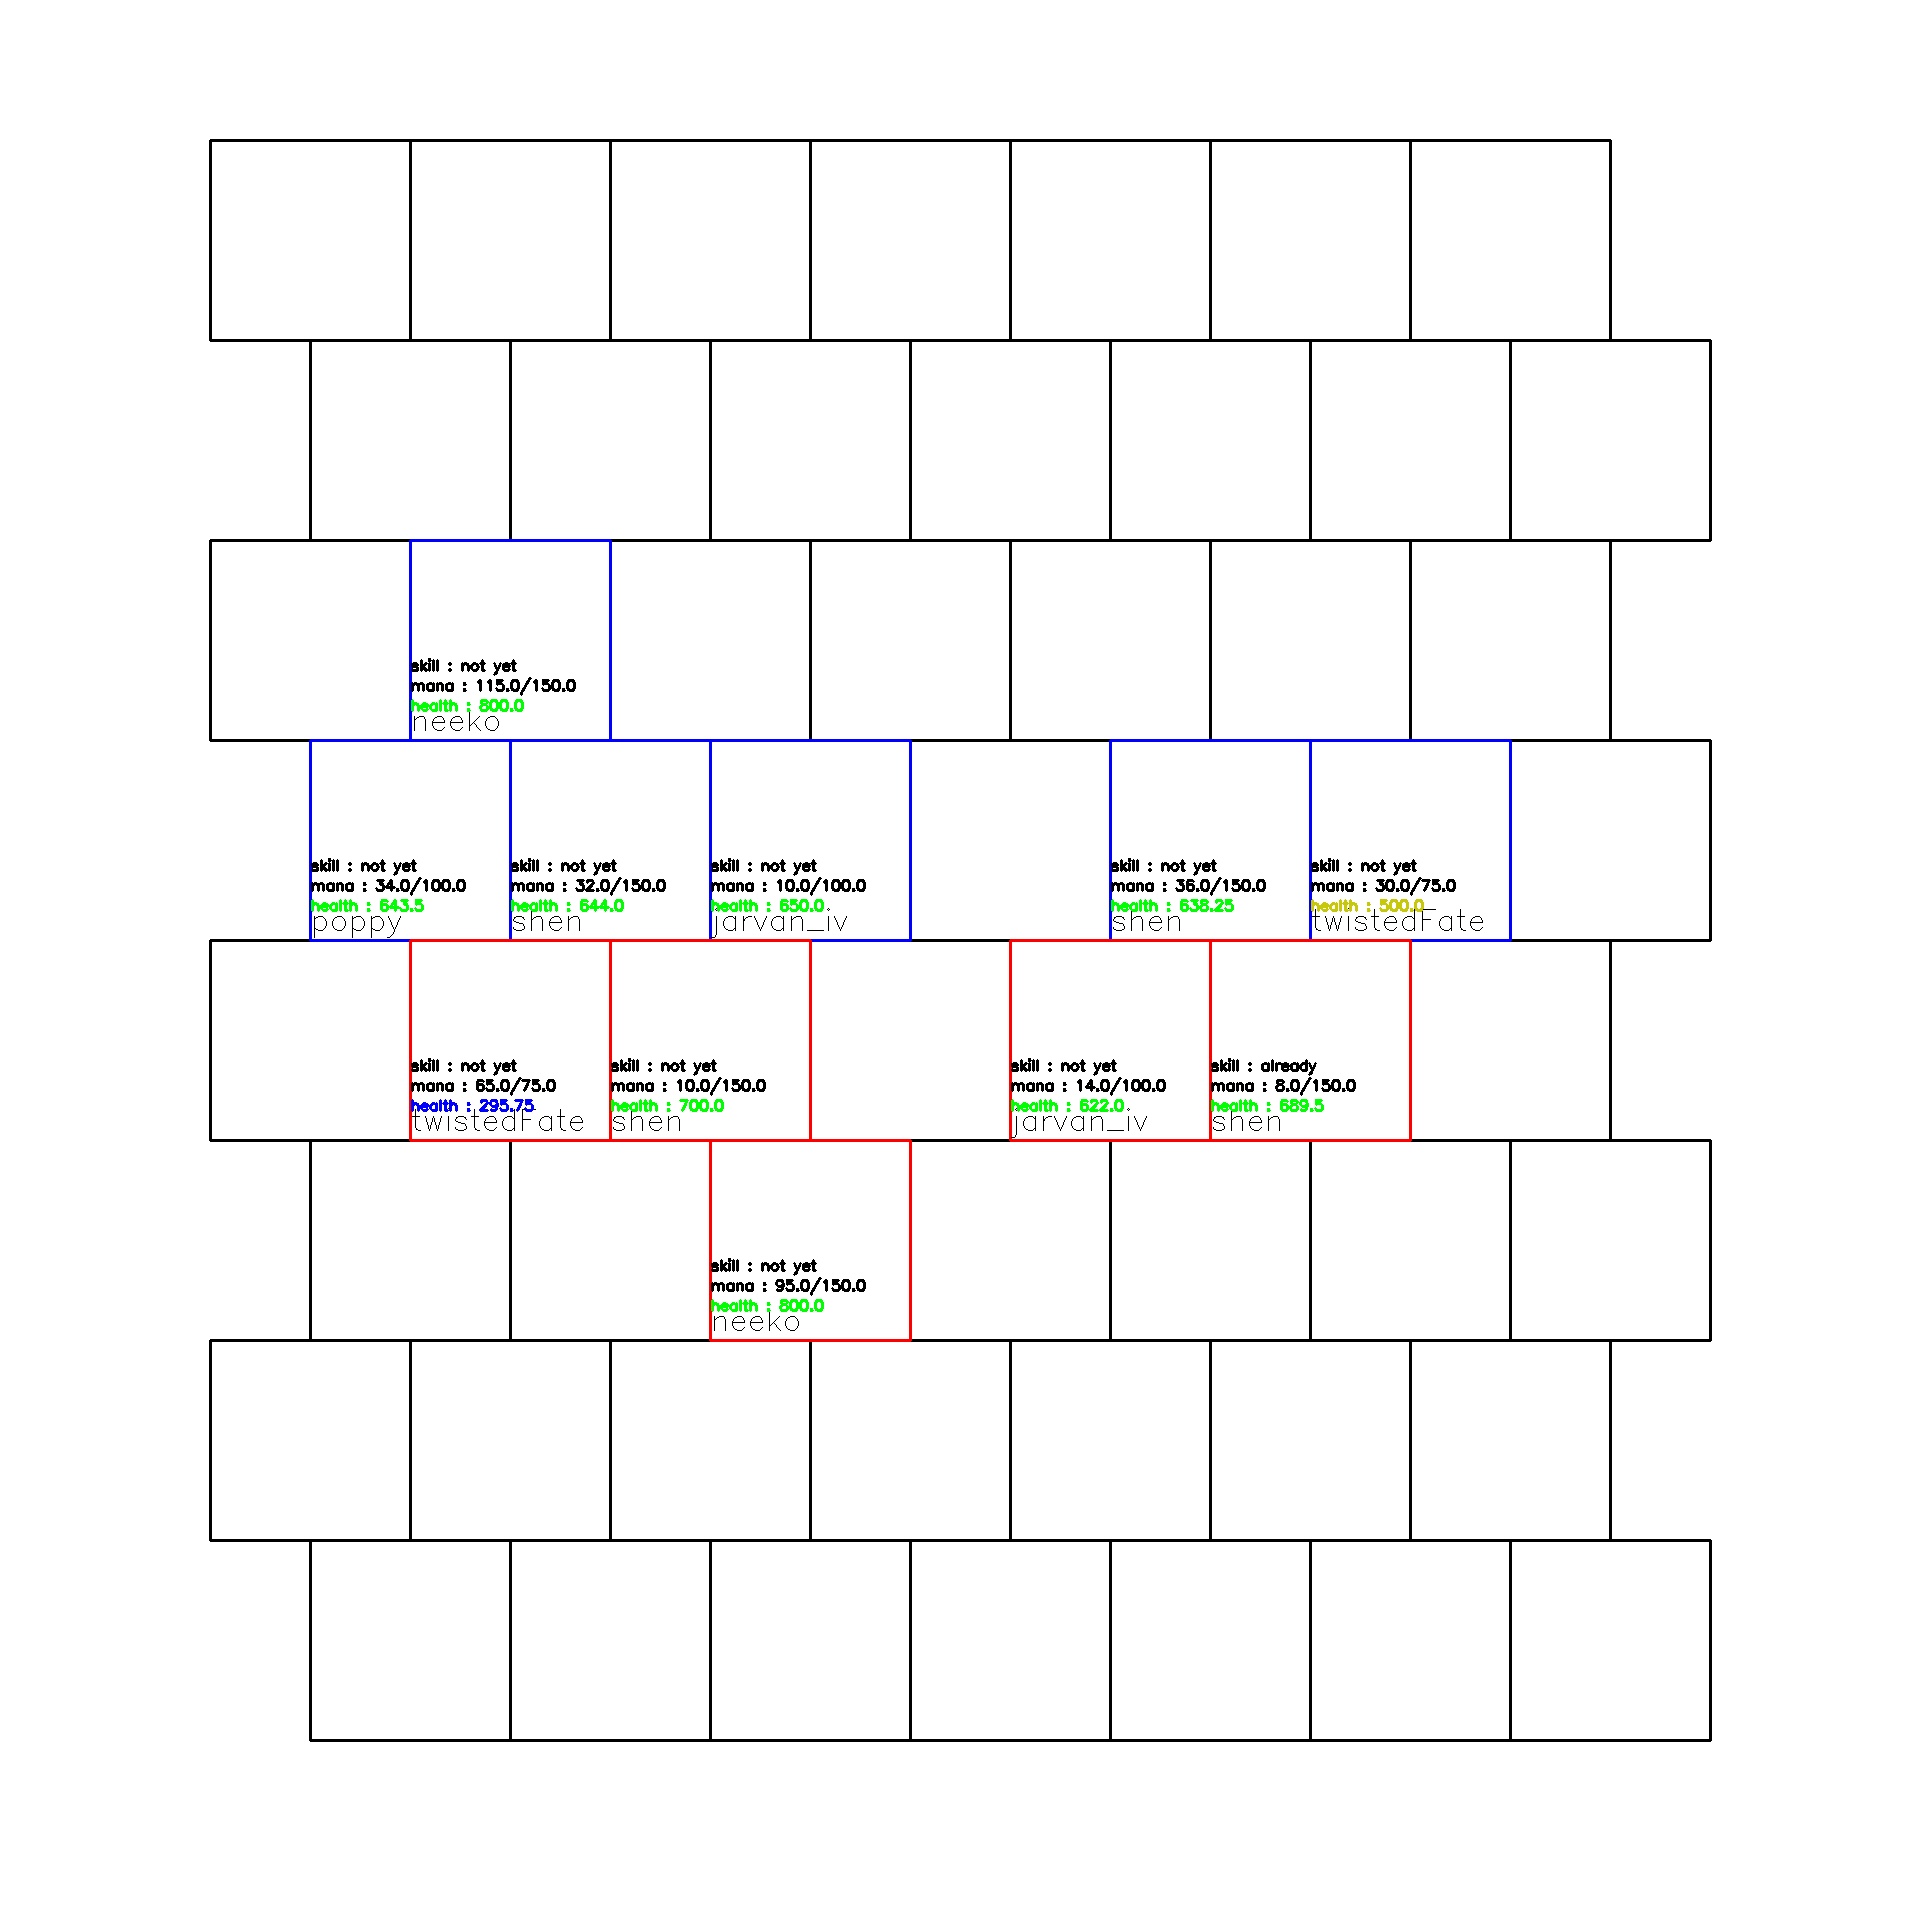 skill : not yet
mana : 115.0/150.0
health : 800.0
neeko
skill : not yet
mana : 34.0/100.0
health : 643.5
poppy
skill : not yet
mana : 32.0/150.0
health : 644.0
shen
skill : not yet
mana : 10.0/100.0
health : 650.0
jarvan_iv
skill : not yet
mana : 36.0/150.0
health : 638.25
shen
skill : not yet
mana : 30.0/75.0
health : 500.0
twistedFate
skill : not yet
mana : 65.0/75.0
health : 295.75
twistedFate
skill : not yet
mana : 10.0/150.0
health : 700.0
shen
skill : not yet
mana : 14.0/100.0
health : 622.0
jarvan_iv
skill : already
mana : 8.0/150.0
health : 689.5
shen
skill : not yet
mana : 95.0/150.0
health : 800.0
neeko